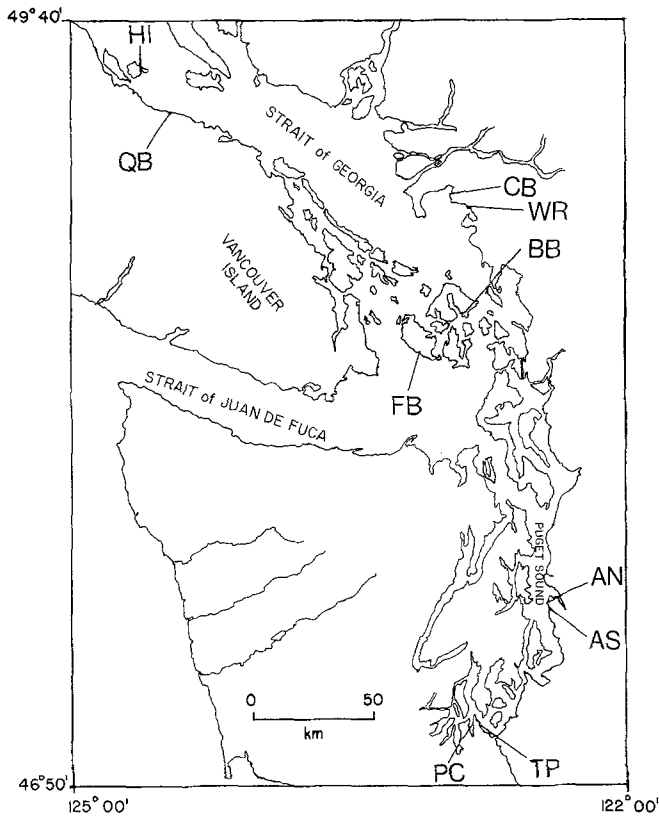 49°40'
HI
QB
STRAIT of GEORGIA
CB
WR
BB
VANCOUVER
ISLAND
FB
STRAIT of JUAN DE FUCA
PUGET SOUND
AN
AS
0 50
km
PC
TP
46°50'
125°00'
122°00'